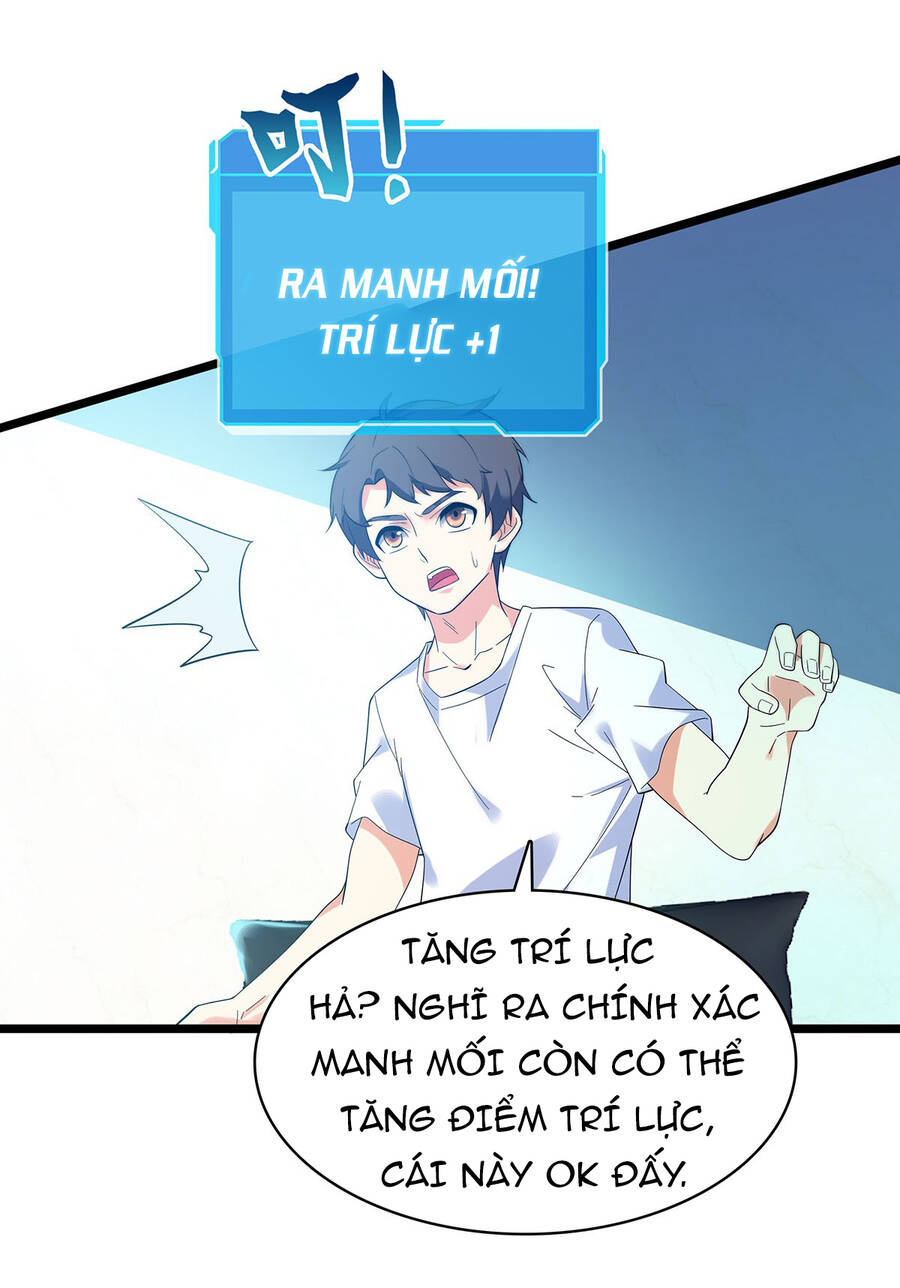 叮!
RA MANH MỐI!
TRÍ LỰC +1
TĂNG TRÍ LỰC
HẢ? NGHĨ RA CHÍNH XÁC
MANH MỐI CÒN CÓ THỂ
TĂNG ĐIỂM TRÍ LỰC,
CÁI NÀY OK ĐẤY.